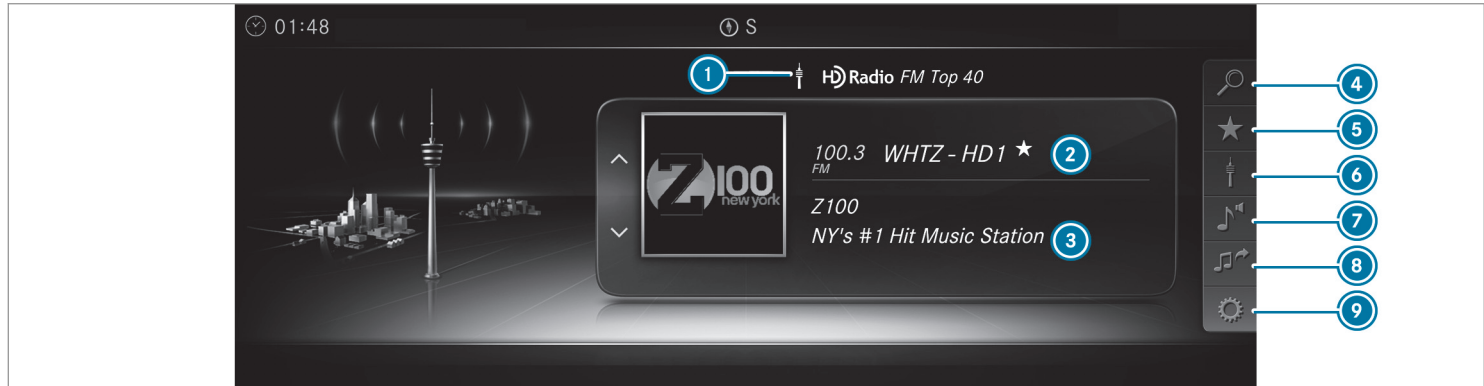 01:48
S
1
HD Radio FM Top 40
Z100
new york
100.3 WHTZ - HD1 ★
FM
2
Z100
NY's #1 Hit Music Station
3
4
5
6
7
8
9